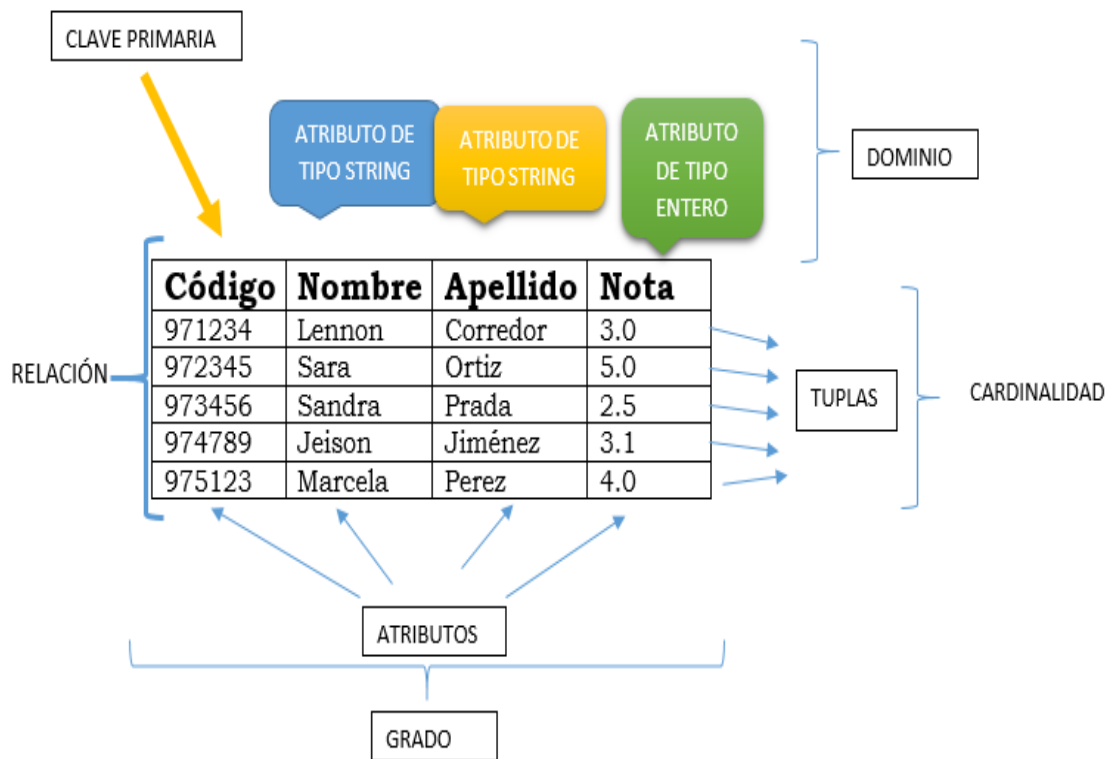 CLAVE PRIMARIA
ATRIBUTO DE
TIPO STRING
ATRIBUTO DE
TIPO STRING
ATRIBUTO
DE TIPO
ENTERO
DOMINIO
Código Nombre Apellido Nota
971234 Lennon Corredor 3.0
972345 Sara Ortiz 5.0
973456 Sandra Prada 2.5
974789 Jeison Jiménez 3.1
975123 Marcela Perez 4.0
RELACIÓN
TUPLAS
CARDINALIDAD
ATRIBUTOS
GRADO